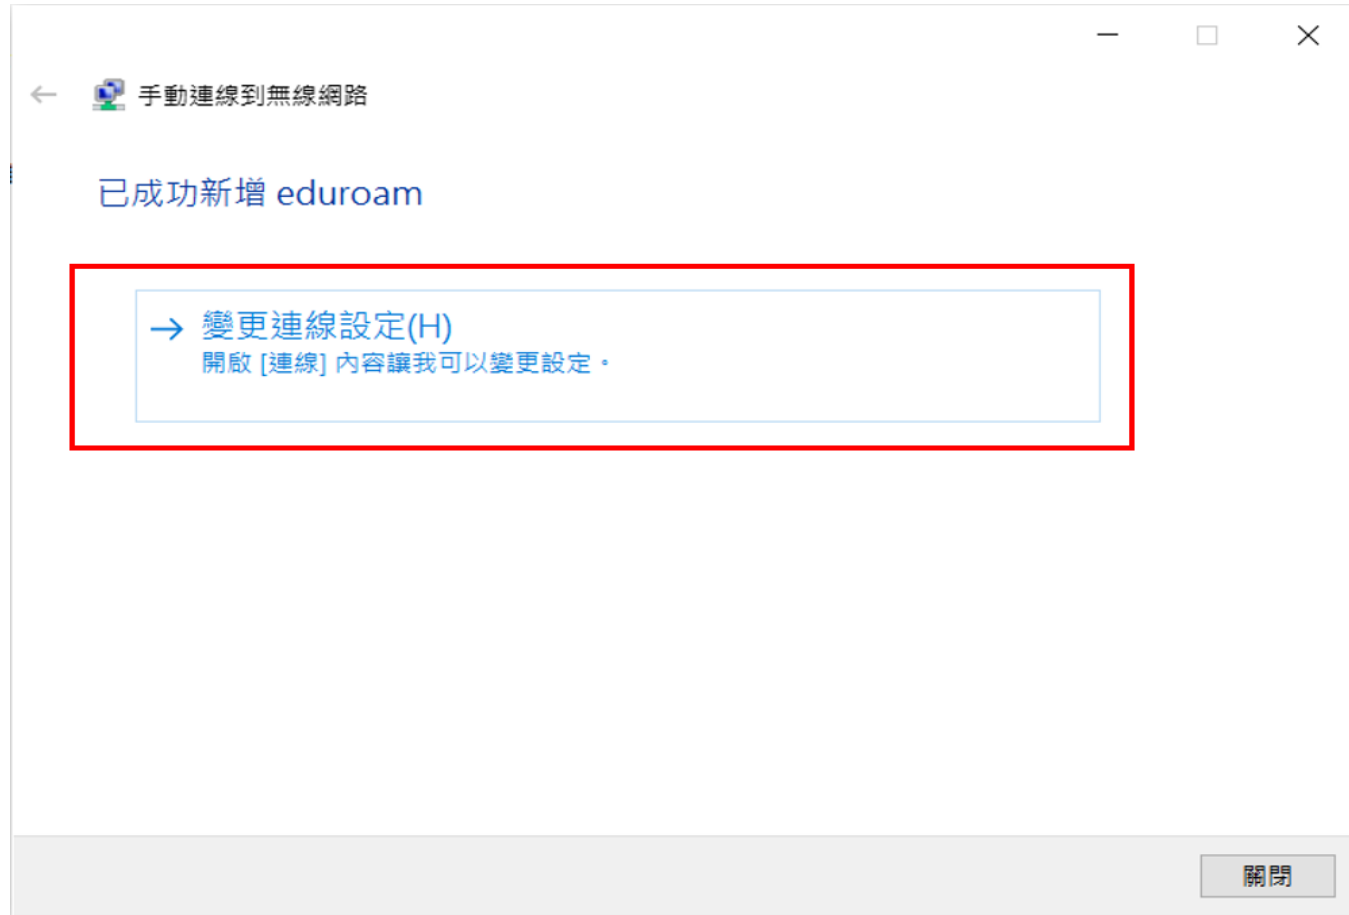 手動連線到無線網路
已成功新增 eduroam
→ 變更連線設定(H)
開啟 [連線] 內容讓我可以變更設定。
關閉